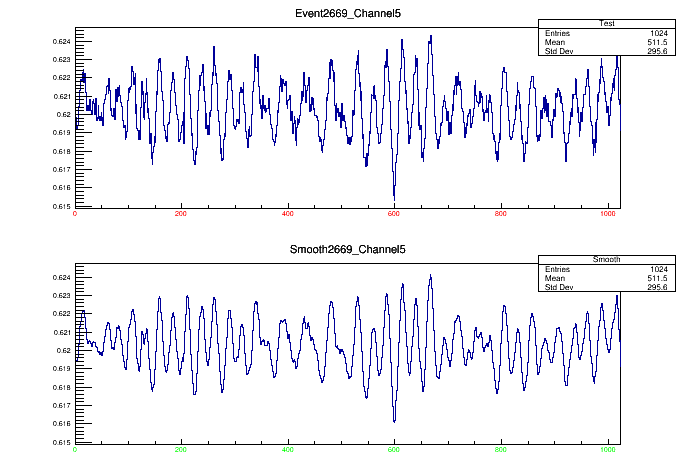 Event2669_Channel5
Test
Entries 1024
Mean 511.5
Std Dev 295.6
0.624
0.623
0.622
0.621
0.62
0.619
0.618
0.617
0.616
0.615
0 200 400 600 800 1000
Smooth2669_Channel5
Smooth
Entries 1024
Mean 511.5
Std Dev 295.6
0.624
0.623
0.622
0.621
0.62
0.619
0.618
0.617
0.616
0.615
0 200 400 600 800 1000